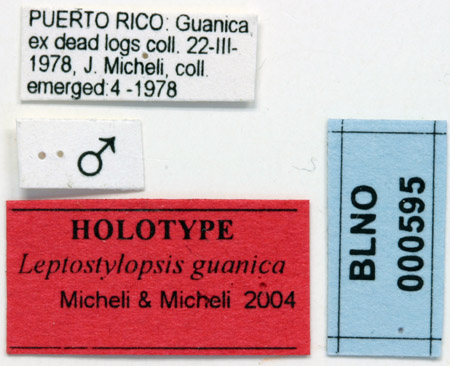 PUERTO RICO: Guanica,
ex dead logs coll. 22-III-
1978, J. Micheli, coll.
emerged:4 -1978
♂
HOLOTYPE
Leptostylopsis guanica
Micheli & Micheli 2004
BLNO
000595